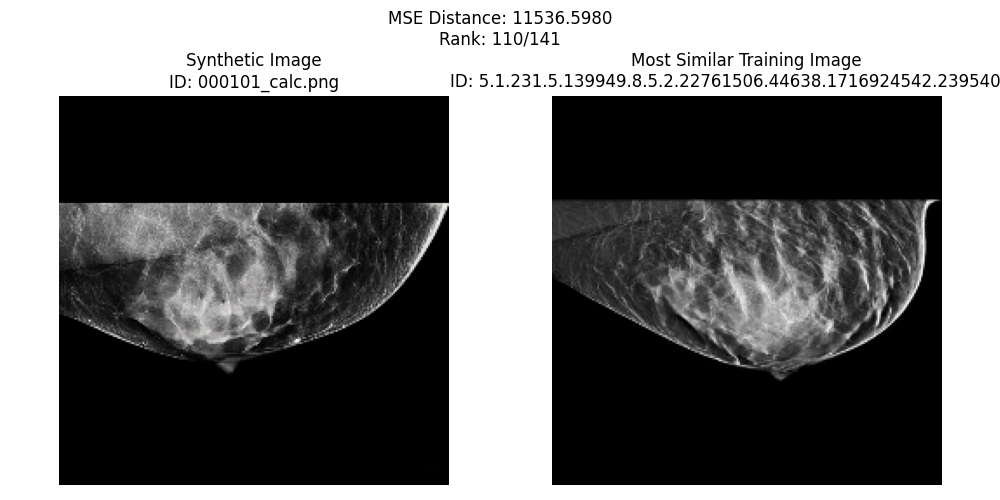 MSE Distance: 11536.5980
Rank: 110/141
Synthetic Image
ID: 000101_calc.png
Most Similar Training Image
ID: 5.1.231.5.139949.8.5.2.22761506.44638.1716924542.239540